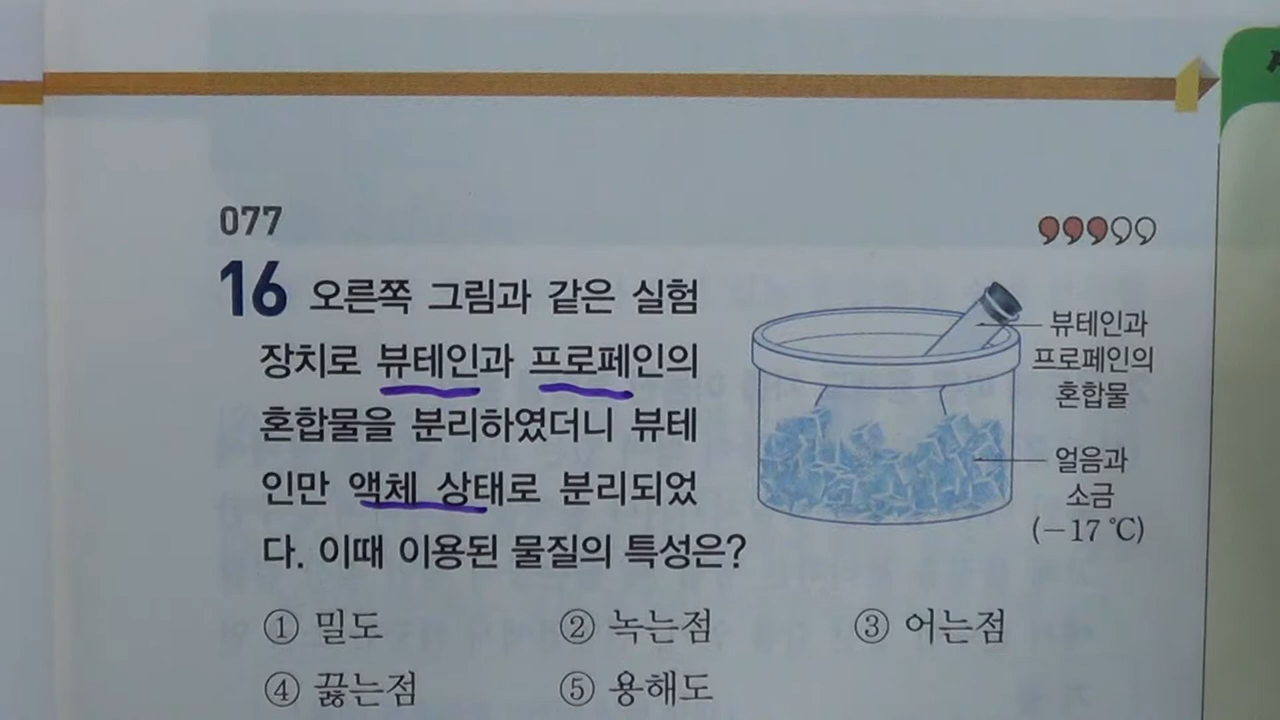 077
16 오른쪽 그림과 같은 실험
장치로 뷰테인과 프로페인의
혼합물을 분리하였더니 뷰테
인만 액체 상태로 분리되었
다. 이때 이용된 물질의 특성은?
뷰테인과
프로페인의
혼합물
얼음과
소금
(−17 ℃)
① 밀도 ② 녹는점 ③ 어는점
④ 끓는점 ⑤ 용해도